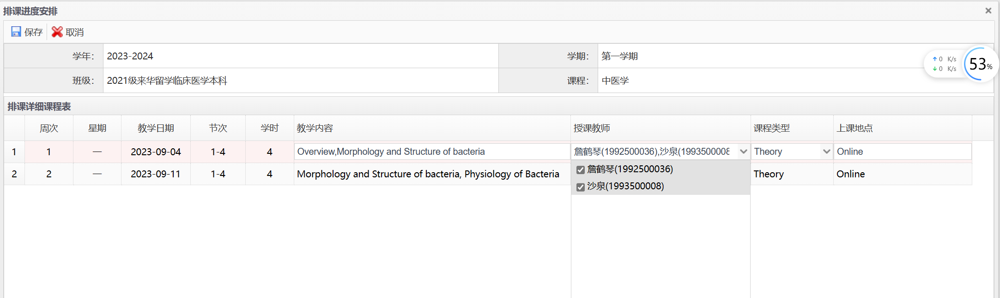 排课进度安排
保存 取消
学年： 2023-2024 学期： 第一学期
班级： 2021级来华留学临床医学本科 课程： 中医学
↑ 0 K/s
↓ 0 K/s
53%
排课详细课程表
周次 星期 教学日期 节次 学时 教学内容 授课教师 课程类型 上课地点
1 1 一 2023-09-04 1-4 4 Overview,Morphology and Structure of bacteria 詹鹤琴(1992500036),沙泉(1993500008 Theory Online
詹鹤琴(1992500036)
2 2 一 2023-09-11 1-4 4 Morphology and Structure of bacteria, Physiology of Bacteria Theory Online
沙泉(1993500008)